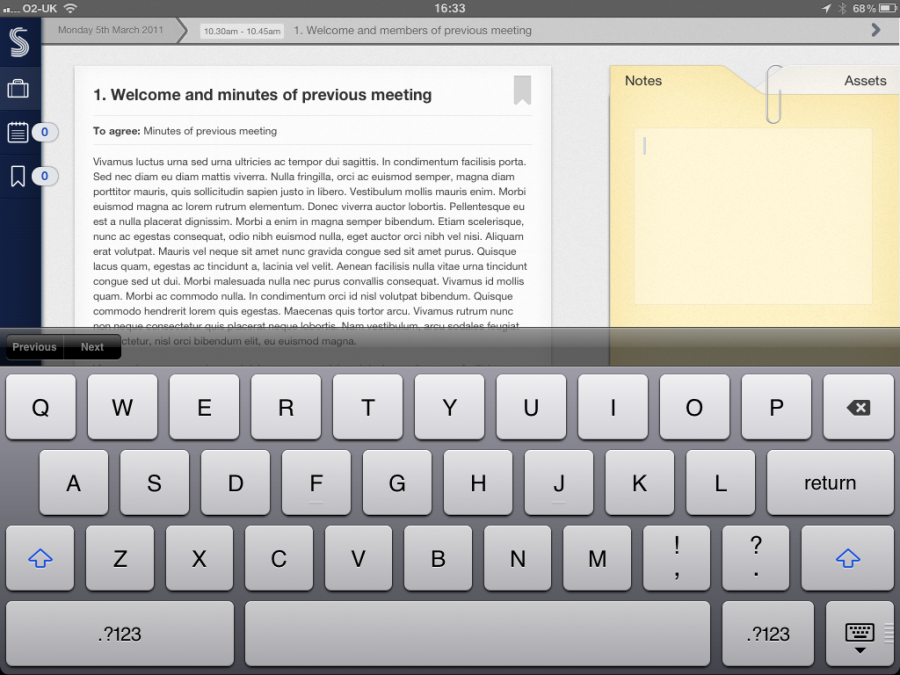 O2-UK
16:33
68%
Monday 5th March 2011
10.30am - 10.45am
1. Welcome and members of previous meeting
S
0
0
1. Welcome and minutes of previous meeting
To agree: Minutes of previous meeting
Vivamus luctus urna sed urna ultricies ac tempor dui sagittis. In condimentum facilisis porta.
Sed nec diam eu diam mattis viverra. Nulla fringilla, orci ac euismod semper, magna diam
porttitor mauris, quis sollicitudin sapien justo in libero. Vestibulum mollis mauris enim. Morbi
euismod magna ac lorem rutrum elementum. Donec viverra auctor lobortis. Pellentesque eu
est a nulla placerat dignissim. Morbi a enim in magna semper bibendum. Etiam scelerisque,
nunc ac egestas consequat, odio nibh euismod nulla, eget auctor orci nibh vel nisi. Aliquam
erat volutpat. Mauris vel neque sit amet nunc gravida congue sed sit amet purus. Quisque
lacus quam, egestas ac tincidunt a, lacinia vel velit. Aenean facilisis nulla vitae urna tincidunt
congue sed ut dui. Morbi malesuada nulla nec purus convallis consequat. Vivamus id mollis
quam. Morbi ac commodo nulla. In condimentum orci id nisl volutpat bibendum. Quisque
commodo hendrerit lorem quis egestas. Maecenas quis tortor arcu. Vivamus rutrum nunc
non neque consectetur quis placerat neque lobortis. Nam vestibulum, arcu sodales feugiat
ctetur, nisl orci bibendum elit, eu euismod magna.
Notes
Assets
Previous Next
Q W E R T Y U I O P
A S D F G H J K L return
Z X C V B N M ! , ? .
.?123 .?123